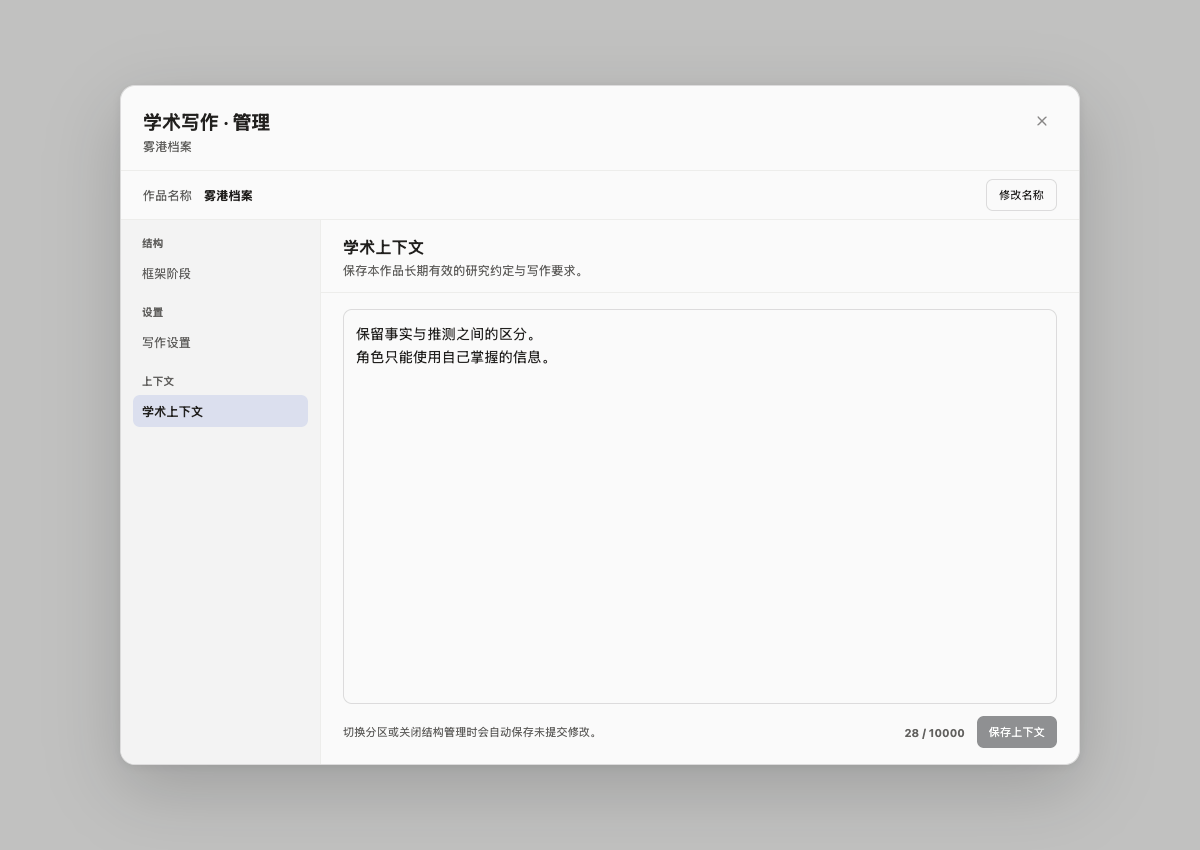 学术写作 · 管理
雾港档案
作品名称 雾港档案
修改名称
结构
框架阶段
设置
写作设置
上下文
学术上下文
学术上下文
保存本作品长期有效的研究约定与写作要求。
保留事实与推测之间的区分。
角色只能使用自己掌握的信息。
切换分区或关闭结构管理时会自动保存未提交修改。
28 / 10000
保存上下文